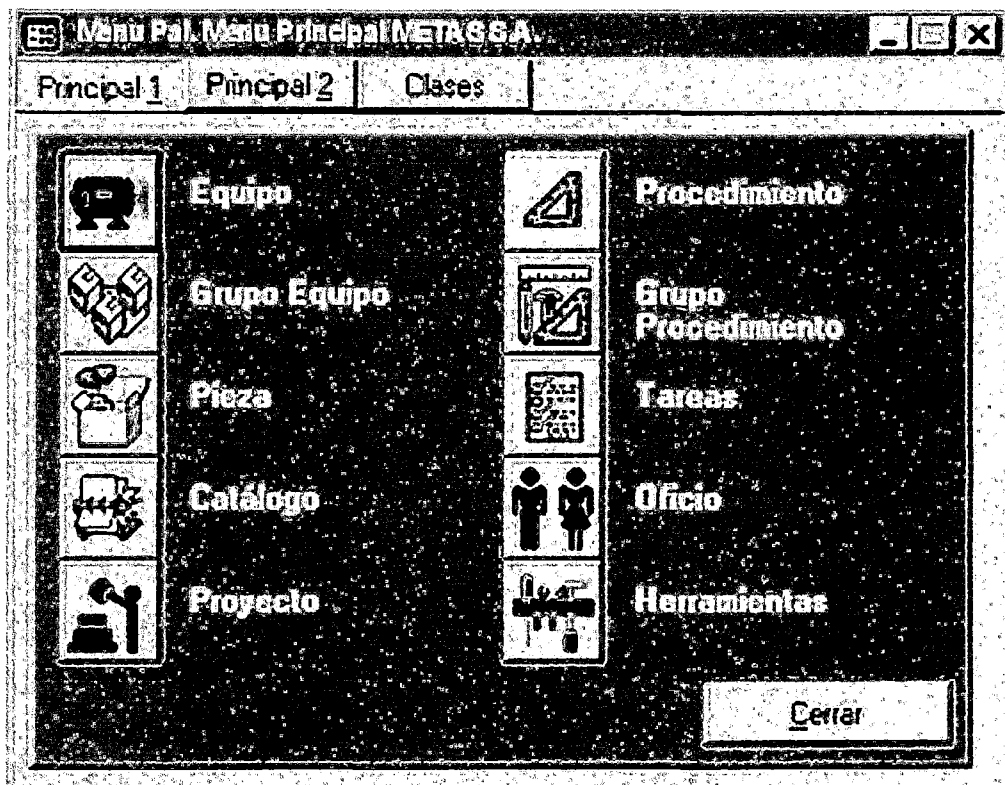 Menu Pal. Menu Principal METAS S.A.
Principal 1 Principal 2 Clases
Equipo
Grupo Equipo
Pieza
Catálogo
Proyecto
Procedimiento
Grupo
Procedimiento
Tareas
Oficio
Herramientas
Cerrar